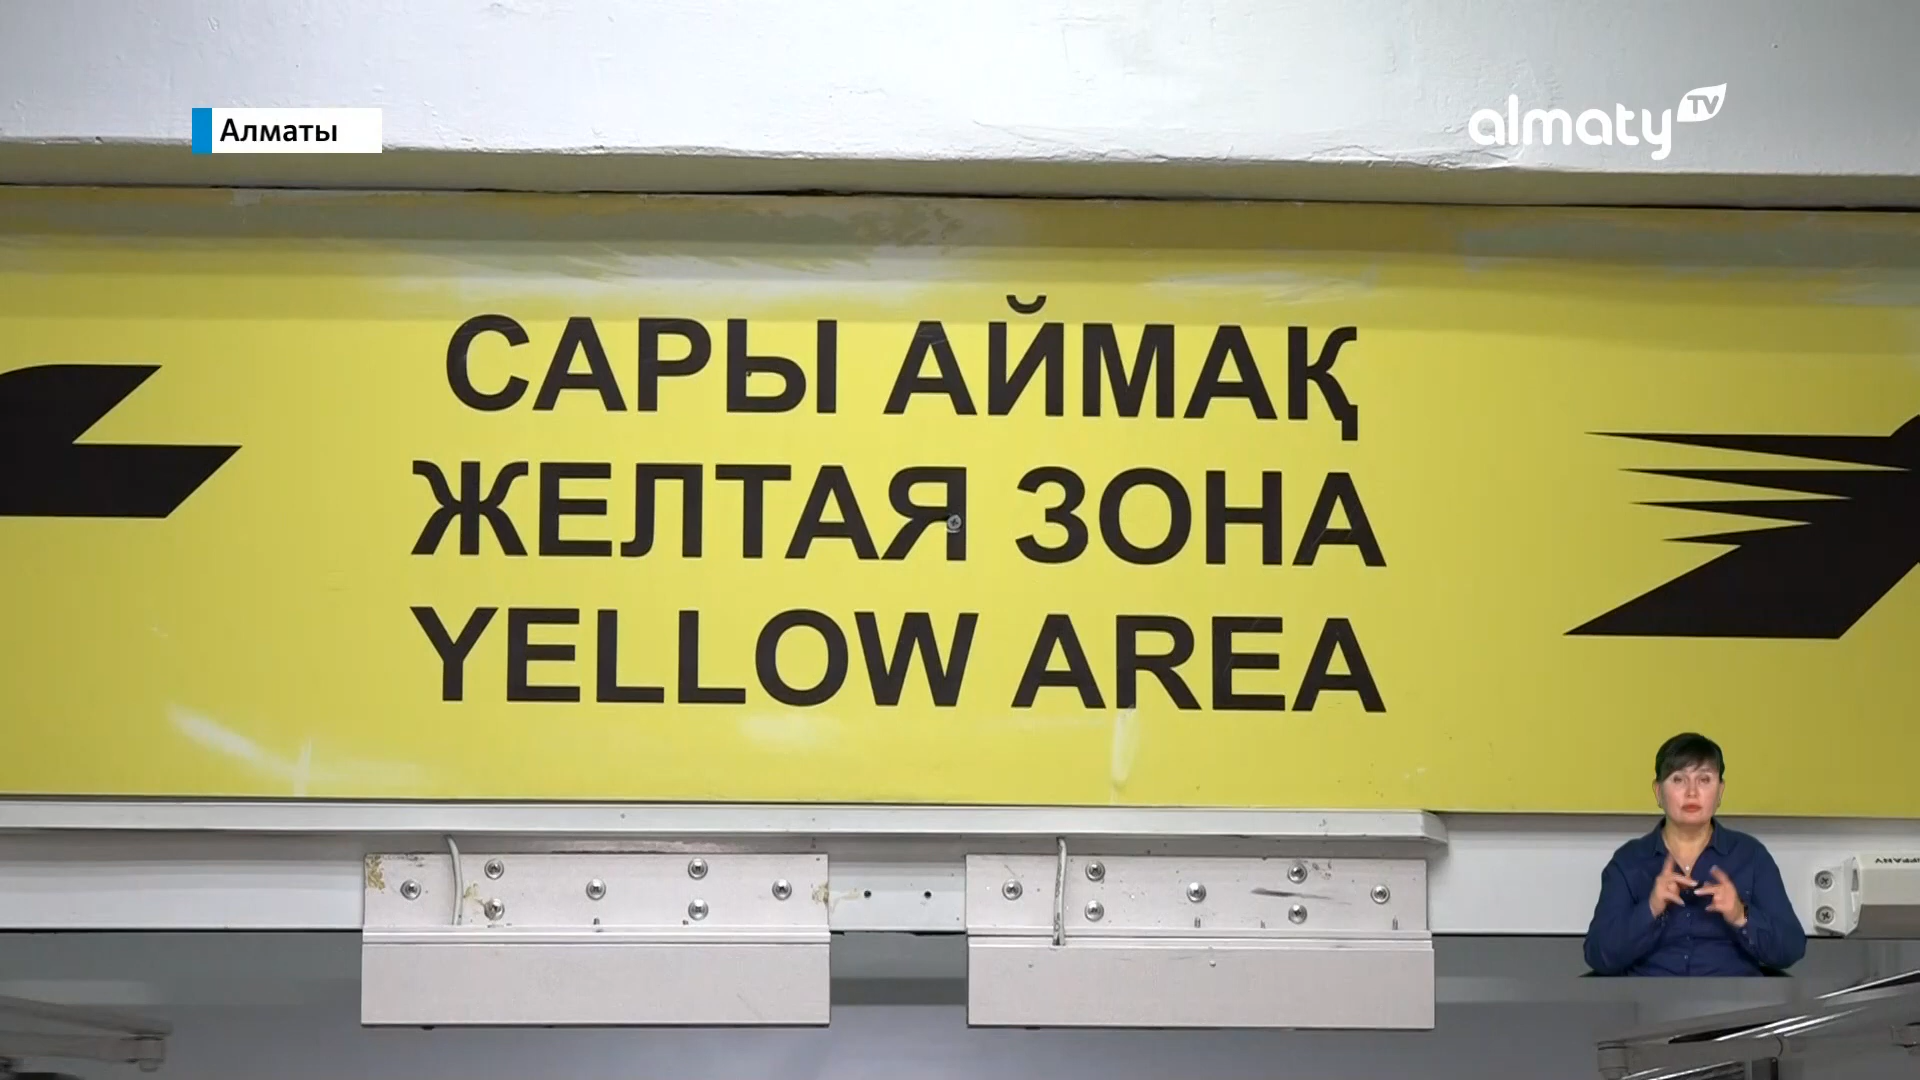 Алматы
almaty TV
САРЫ АЙМАҚ
ЖЕЛТАЯ ЗОНА
YELLOW AREA